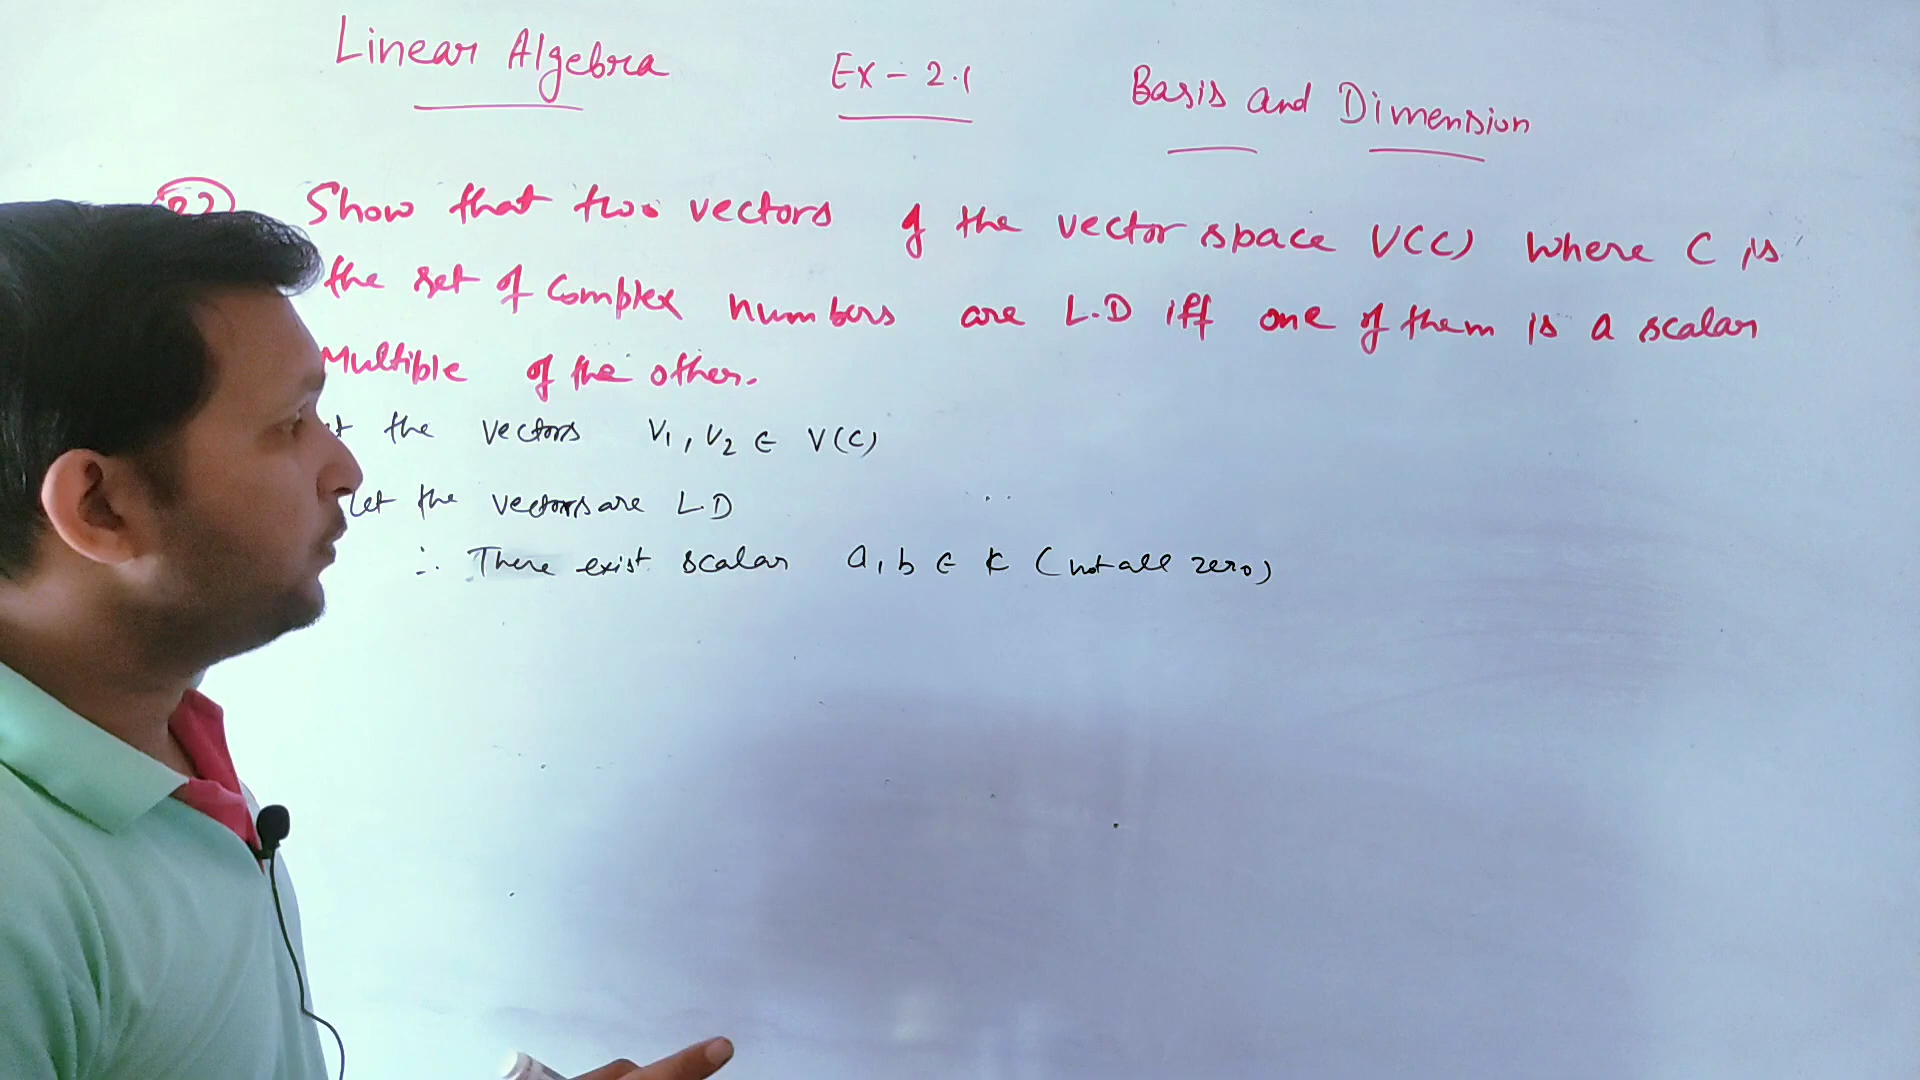 Linear Algebra Ex - 2.1 Basis and Dimension
Show that two vectors of the vector space V(C) where C is
the set of complex numbers are L.D iff one of them is a scalar
Multiple of the other.
the vectors V1, V2 ∈ V(C)
let the vectors are L.D
∴ There exist scalar a, b ∈ K (not all zero)